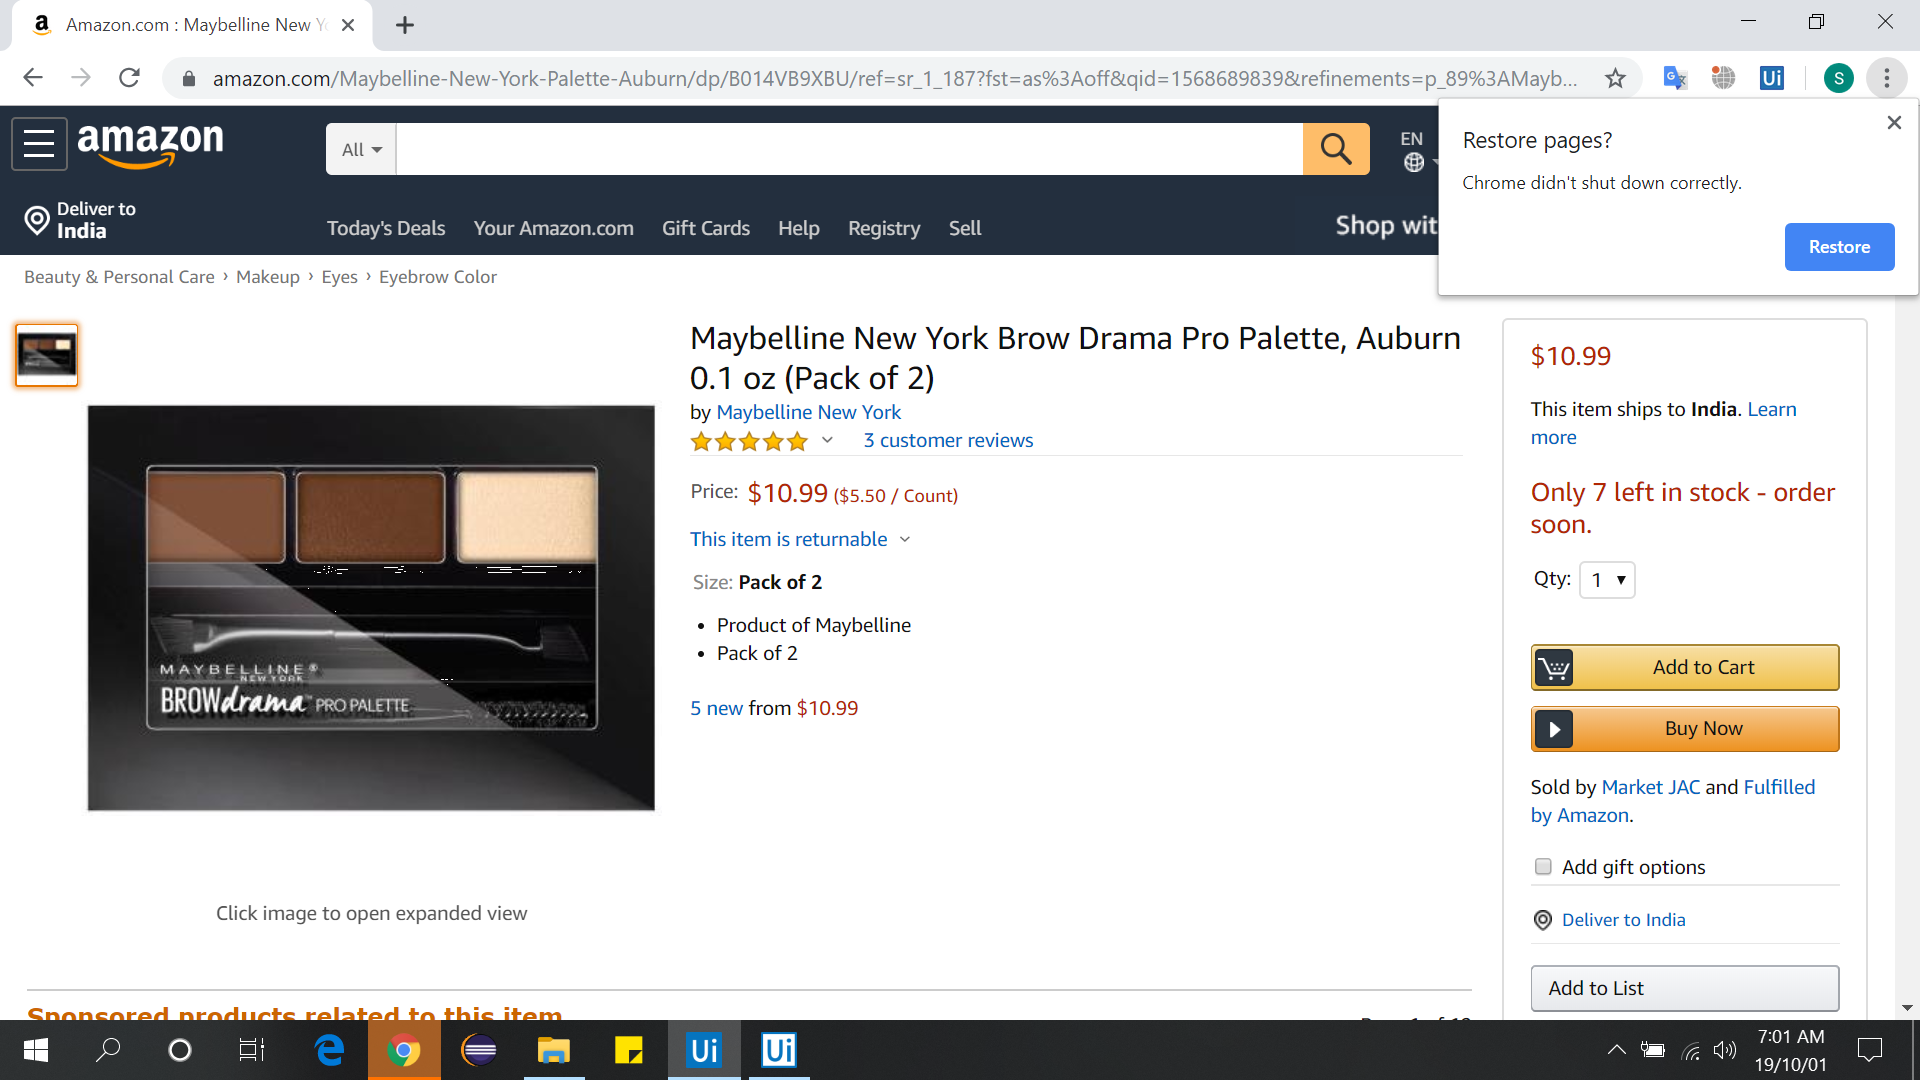 Amazon.com : Maybelline New Y
amazon.com/Maybelline-New-York-Palette-Auburn/dp/B014VB9XBU/ref=sr_1_187?fst=as%3Aoff&qid=1568689839&refinements=p_89%3AMayb...
S
Ui
Restore pages?
Chrome didn't shut down correctly.
Restore
amazon
All
EN
Deliver to
India
Today's Deals
Your Amazon.com
Gift Cards
Help
Registry
Sell
Shop wit
Beauty & Personal Care › Makeup › Eyes › Eyebrow Color
MAYBELLINE®
NEW YORK
BROWdrama™ PRO PALETTE
Click image to open expanded view
Maybelline New York Brow Drama Pro Palette, Auburn
0.1 oz (Pack of 2)
by Maybelline New York
3 customer reviews
Price: $10.99 ($5.50 / Count)
This item is returnable
Size: Pack of 2
• Product of Maybelline
• Pack of 2
5 new from $10.99
$10.99
This item ships to India. Learn
more
Only 7 left in stock - order
soon.
Qty: 1
Add to Cart
Buy Now
Sold by Market JAC and Fulfilled
by Amazon.
Add gift options
Deliver to India
Add to List
Sponsored products related to this item
Ui
Ui
7:01 AM
19/10/01